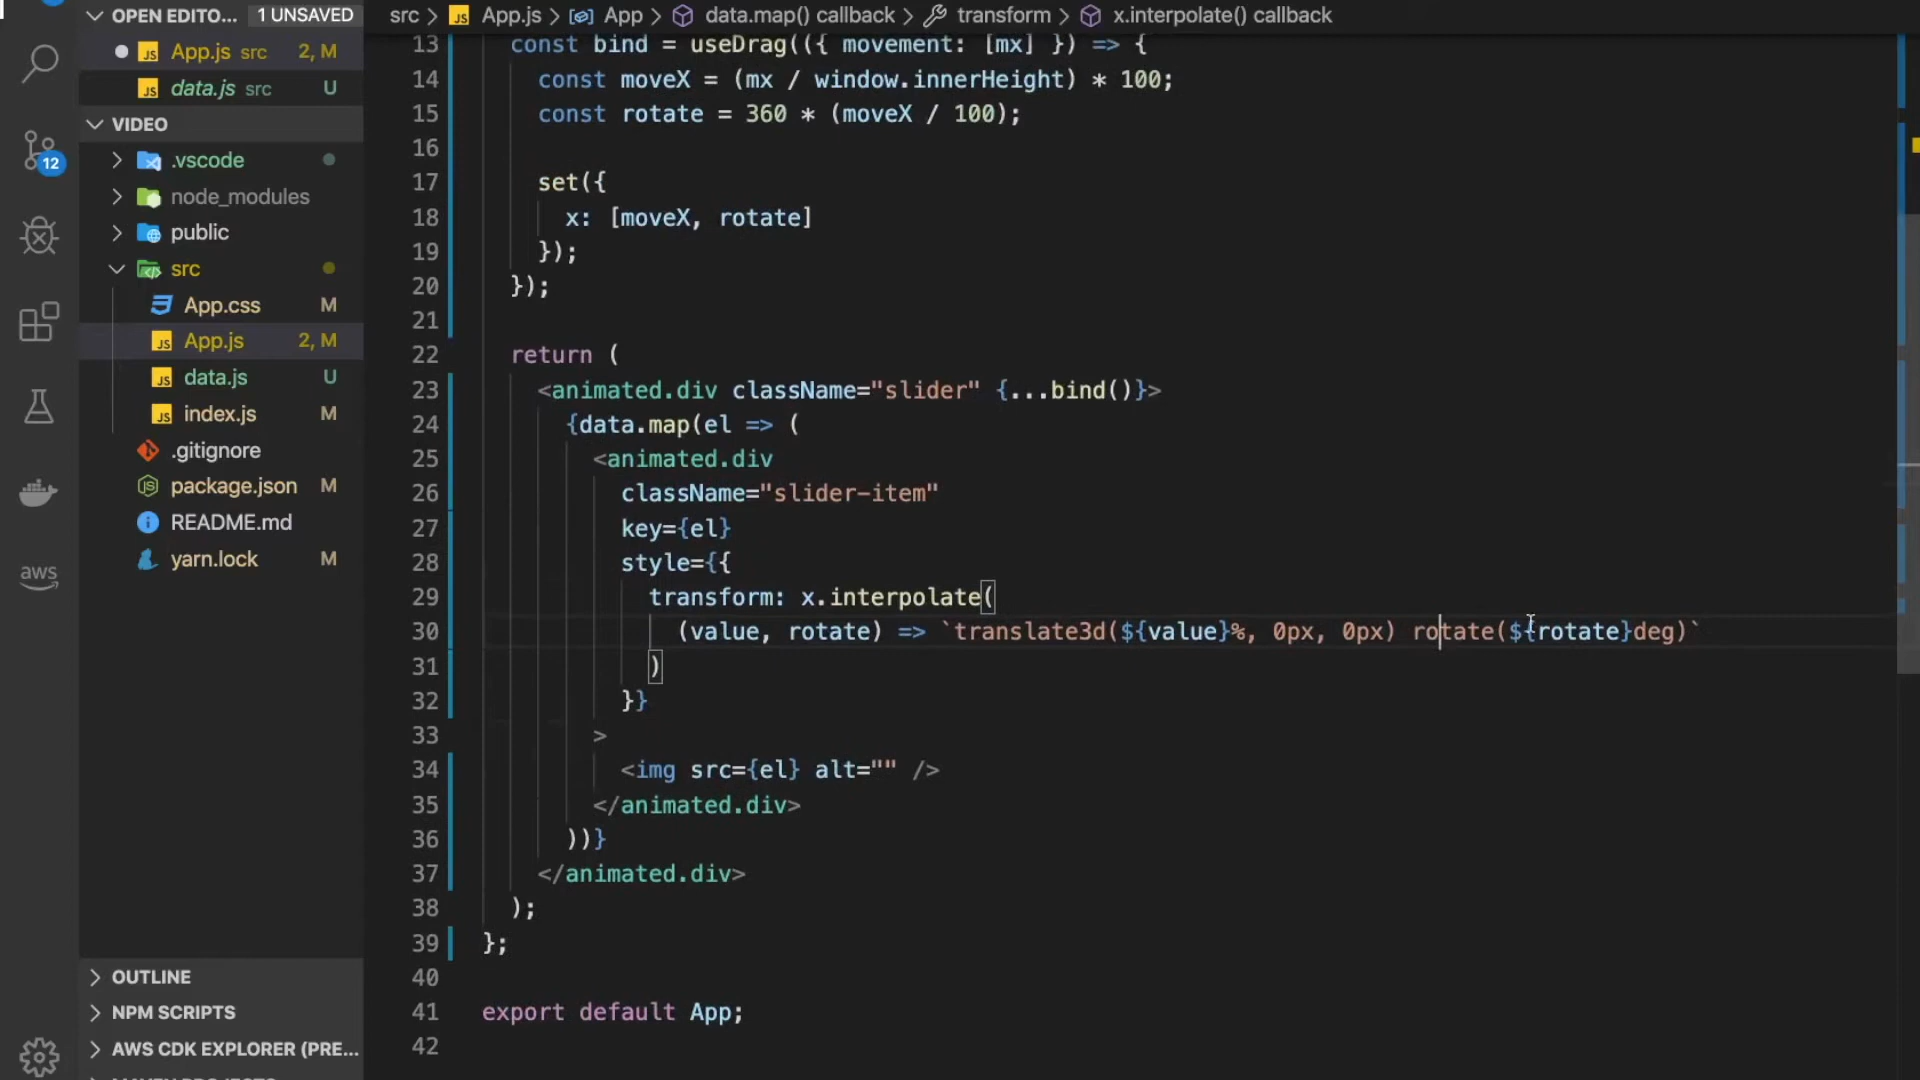 OPEN EDITO... 1 UNSAVED
App.js src 2, M
data.js src U
VIDEO
.vscode
node_modules
public
src
App.css M
App.js 2, M
data.js U
index.js M
.gitignore
package.json M
README.md
yarn.lock M
OUTLINE
NPM SCRIPTS
AWS CDK EXPLORER (PRE...
12
aws
src > App.js > App > data.map() callback > transform > x.interpolate() callback
13 const bind = useDrag(({ movement: [mx] }) => {
14 const moveX = (mx / window.innerHeight) * 100;
15 const rotate = 360 * (moveX / 100);
16
17 set({
18 x: [moveX, rotate]
19 });
20 });
21
22 return (
23 <animated.div className="slider" {...bind()}>
24 {data.map(el => (
25 <animated.div
26 className="slider-item"
27 key={el}
28 style={{
29 transform: x.interpolate(
30 (value, rotate) => `translate3d(${value}%, 0px, 0px) rotate(${rotate}deg)`
31 )
32 }}
33 >
34 <img src={el} alt="" />
35 </animated.div>
36 ))}
37 </animated.div>
38 );
39 };
40
41 export default App;
42